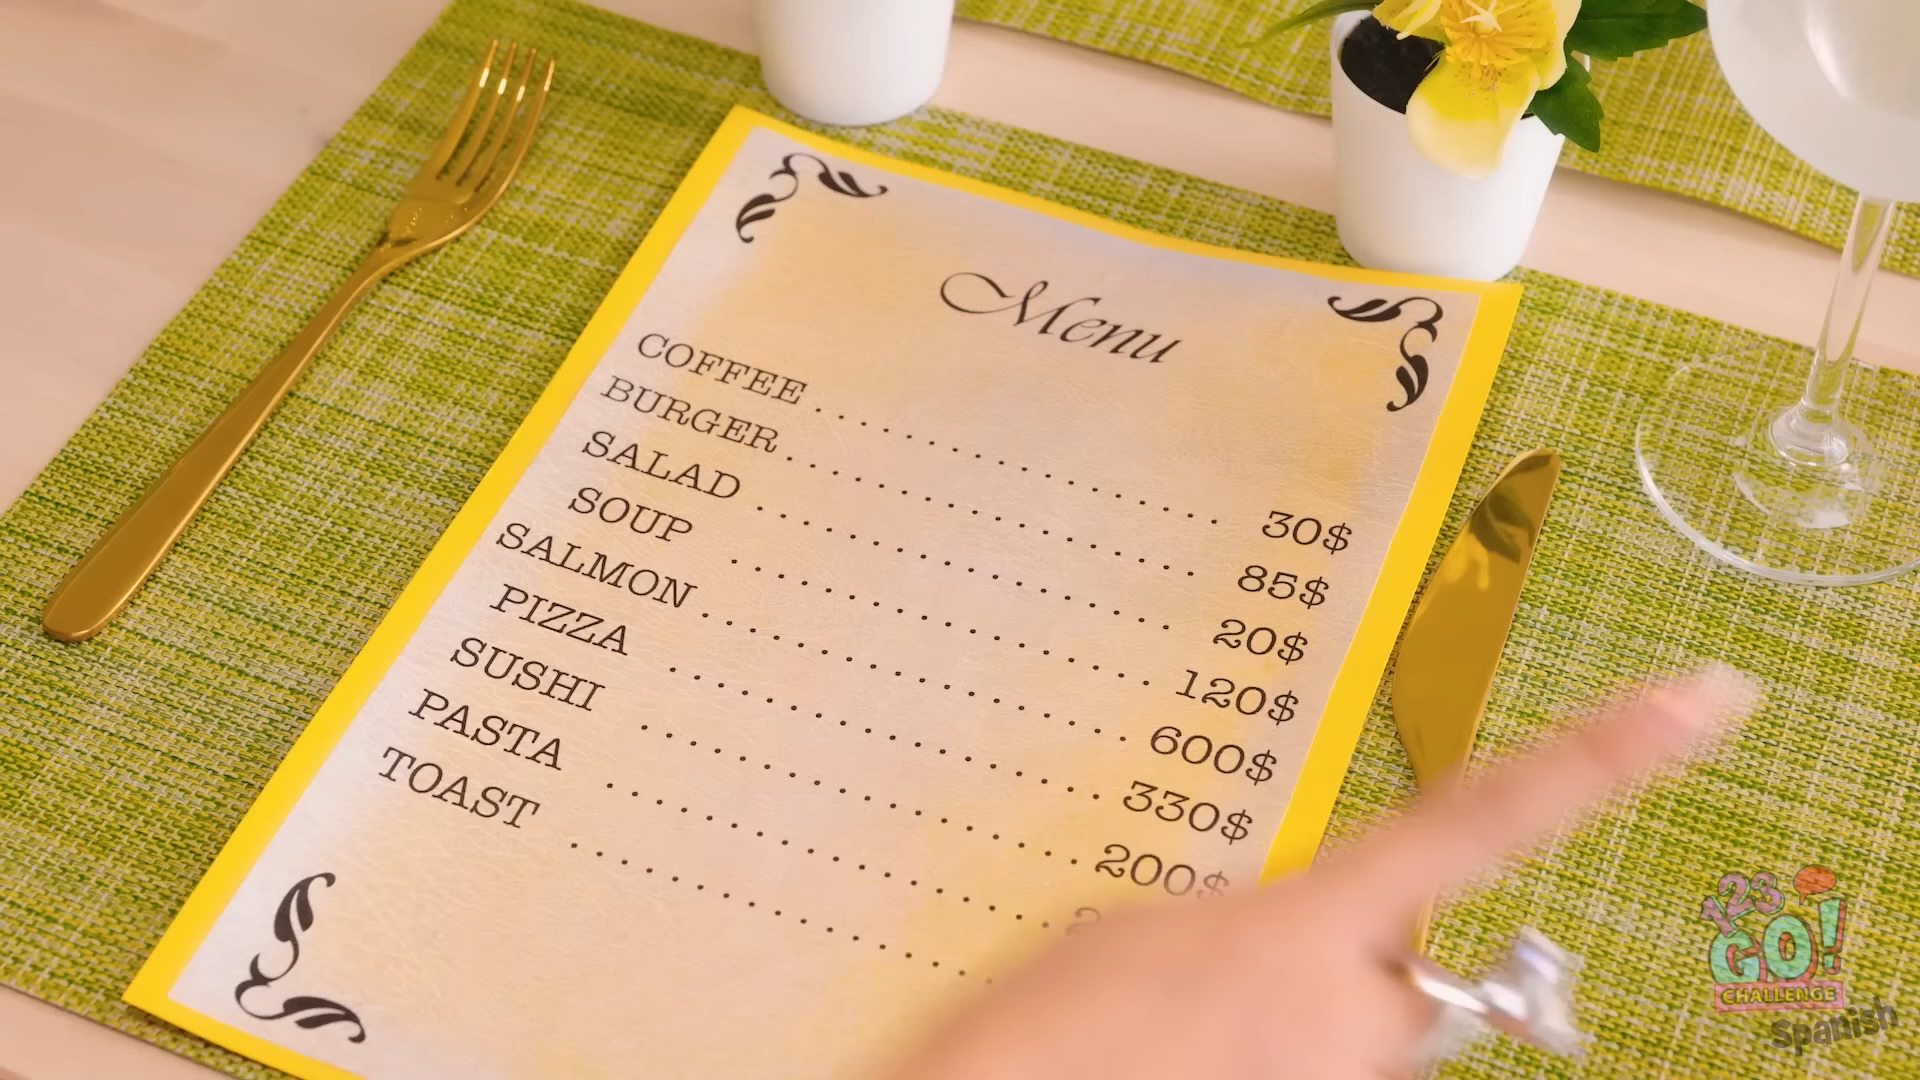 Menu
COFFEE . . . . . . . . . . . . . . . . . . 30$
BURGER . . . . . . . . . . . . . . . . . . 85$
SALAD . . . . . . . . . . . . . . . . . . 20$
SOUP . . . . . . . . . . . . . . . . . . 120$
SALMON . . . . . . . . . . . . . . . . . . 600$
PIZZA . . . . . . . . . . . . . . . . . . 330$
SUSHI . . . . . . . . . . . . . . . . . . 200$
PASTA . . . . . . . . . . . . . . . . . .
TOAST . . . . . . . . . . . . . . . . .
123
GO!
CHALLENGE
Spanish